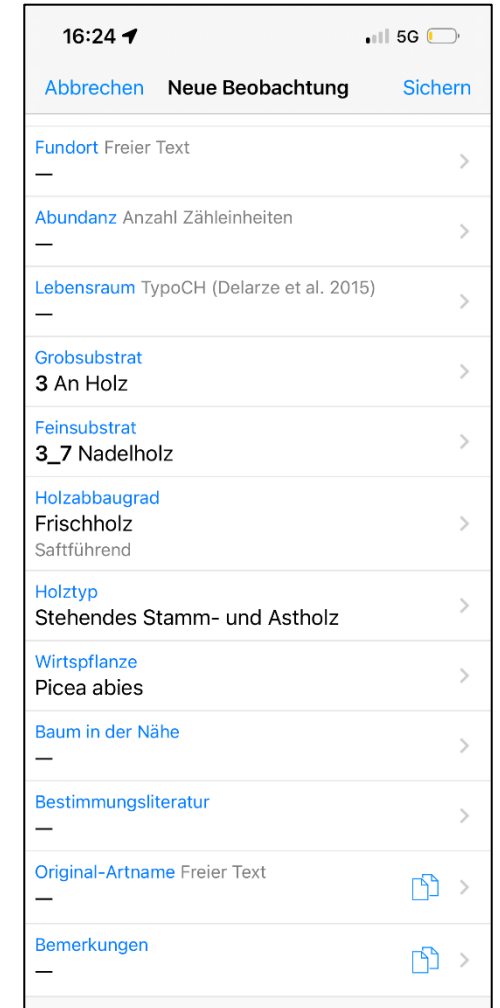 16:24 5G
Abbrechen Neue Beobachtung Sichern
Fundort Freier Text
—
Abundanz Anzahl Zähleinheiten
—
Lebensraum TypoCH (Delarze et al. 2015)
—
Grobsubstrat
3 An Holz
Feinsubstrat
3_7 Nadelholz
Holzabbaugrad
Frischholz
Saftführend
Holztyp
Stehendes Stamm- und Astholz
Wirtspflanze
Picea abies
Baum in der Nähe
—
Bestimmungsliteratur
—
Original-Artname Freier Text
—
Bemerkungen
—